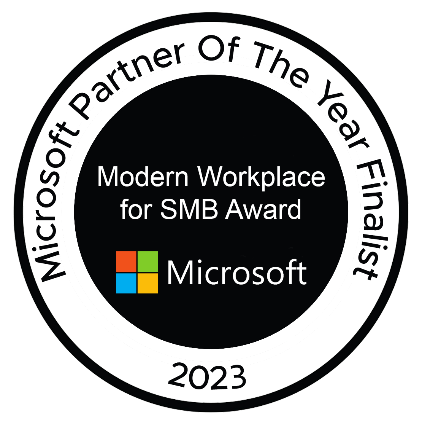 Microsoft Partner Of The Year Finalist
Modern Workplace
for SMB Award
Microsoft
2023